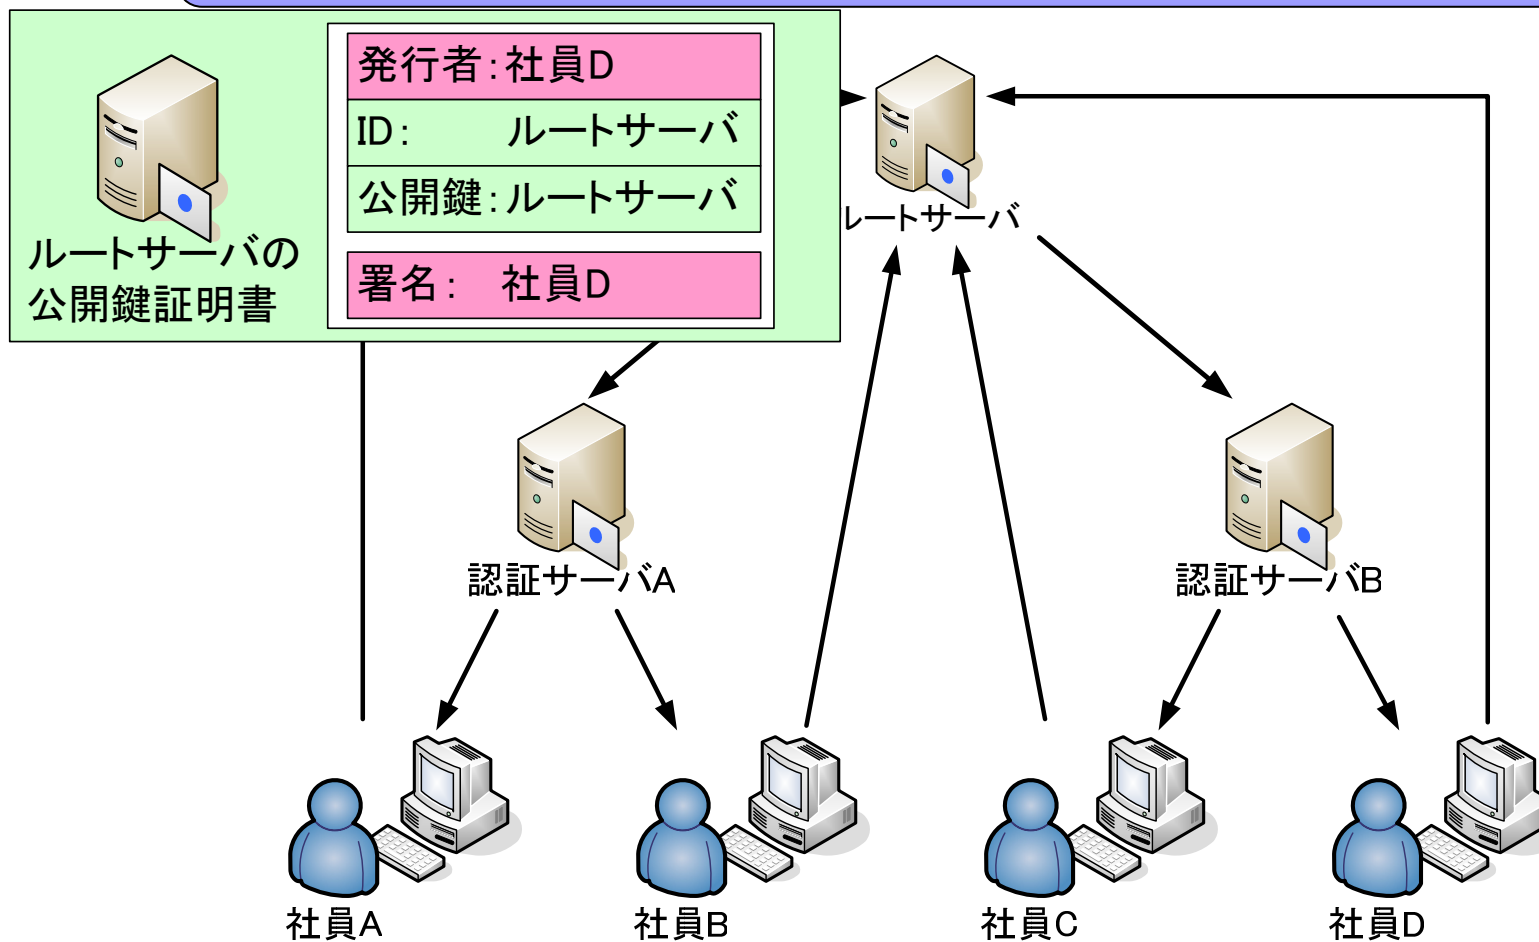 発行者：社員D
ID：　ルートサーバ
公開鍵：ルートサーバ
署名：　社員D
ルートサーバの
公開鍵証明書
ルートサーバ
認証サーバA
認証サーバB
社員A
社員B
社員C
社員D